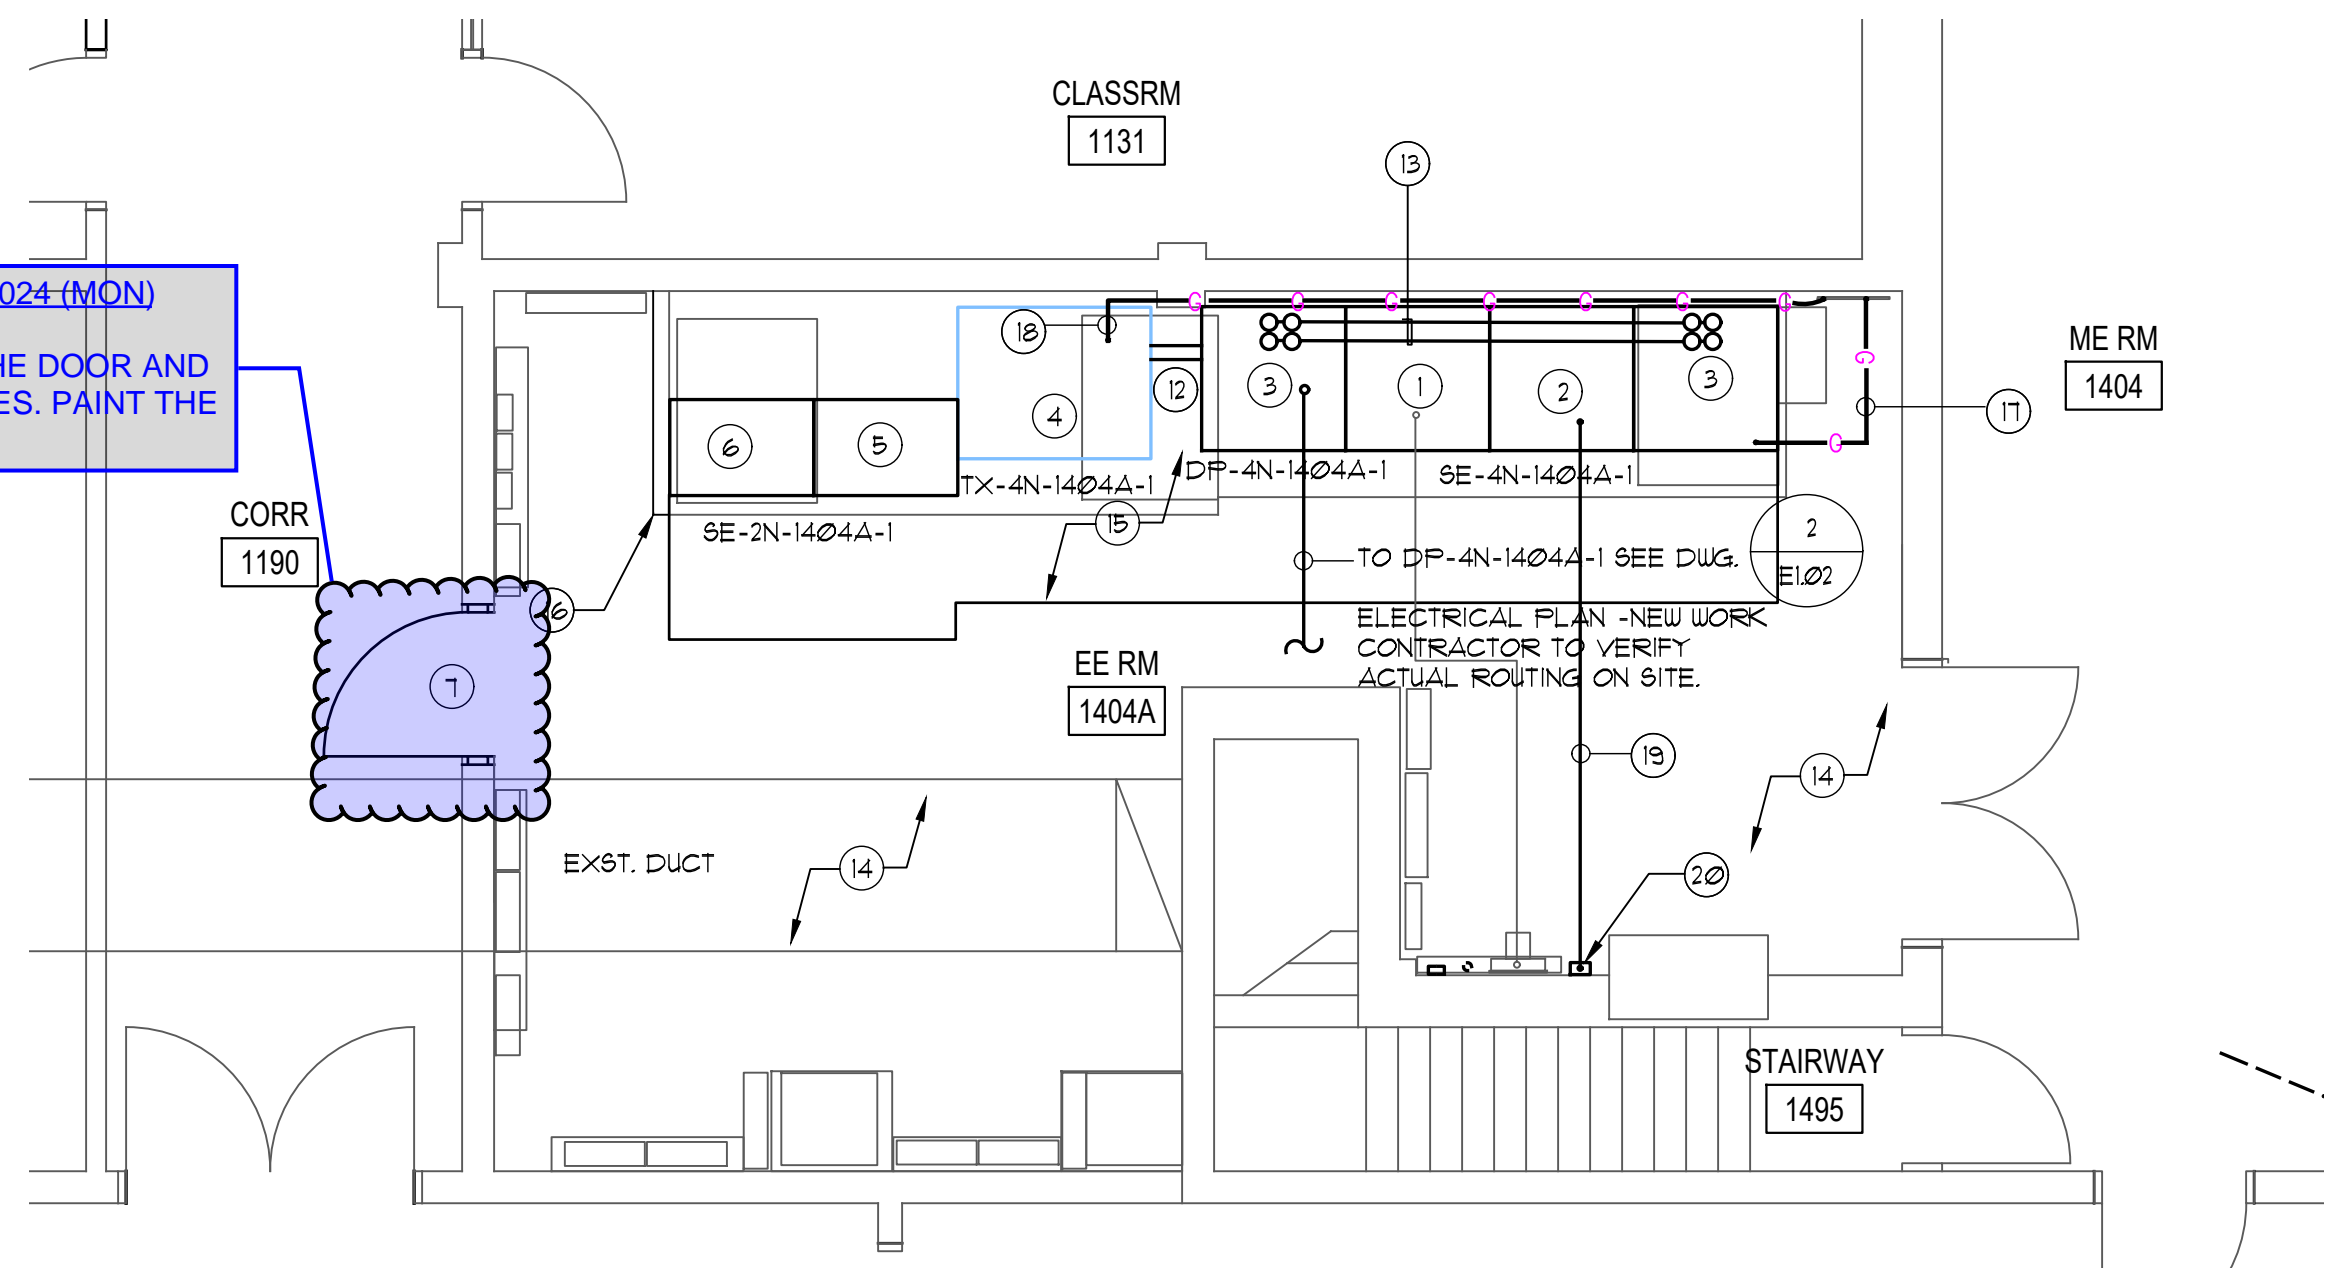 CLASSRM
1131
13
024 (MON)
HE DOOR AND
ES. PAINT THE
G G G G G G G
18
12
3
1
2
3
4
G
ME RM
1404
17
G
6
5
TX-4N-1404A-1
DP-4N-1404A-1
SE-4N-1404A-1
CORR
1190
SE-2N-1404A-1
15
2
E1.02
TO DP-4N-1404A-1 SEE DWG.
ELECTRICAL PLAN -NEW WORK
CONTRACTOR TO VERIFY
ACTUAL ROUTING ON SITE.
16
7
EE RM
1404A
19
14
EXST. DUCT
14
20
STAIRWAY
1495